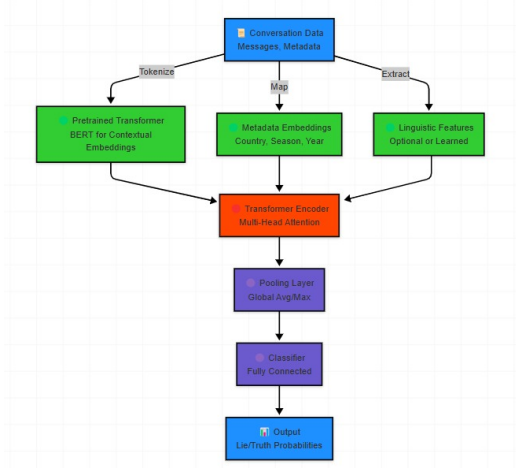 Conversation Data
Messages, Metadata
Tokenize
Map
Extract
Pretrained Transformer
BERT for Contextual
Embeddings
Metadata Embeddings
Country, Season, Year
Linguistic Features
Optional or Learned
Transformer Encoder
Multi-Head Attention
Pooling Layer
Global Avg/Max
Classifier
Fully Connected
Output
Lie/Truth Probabilities